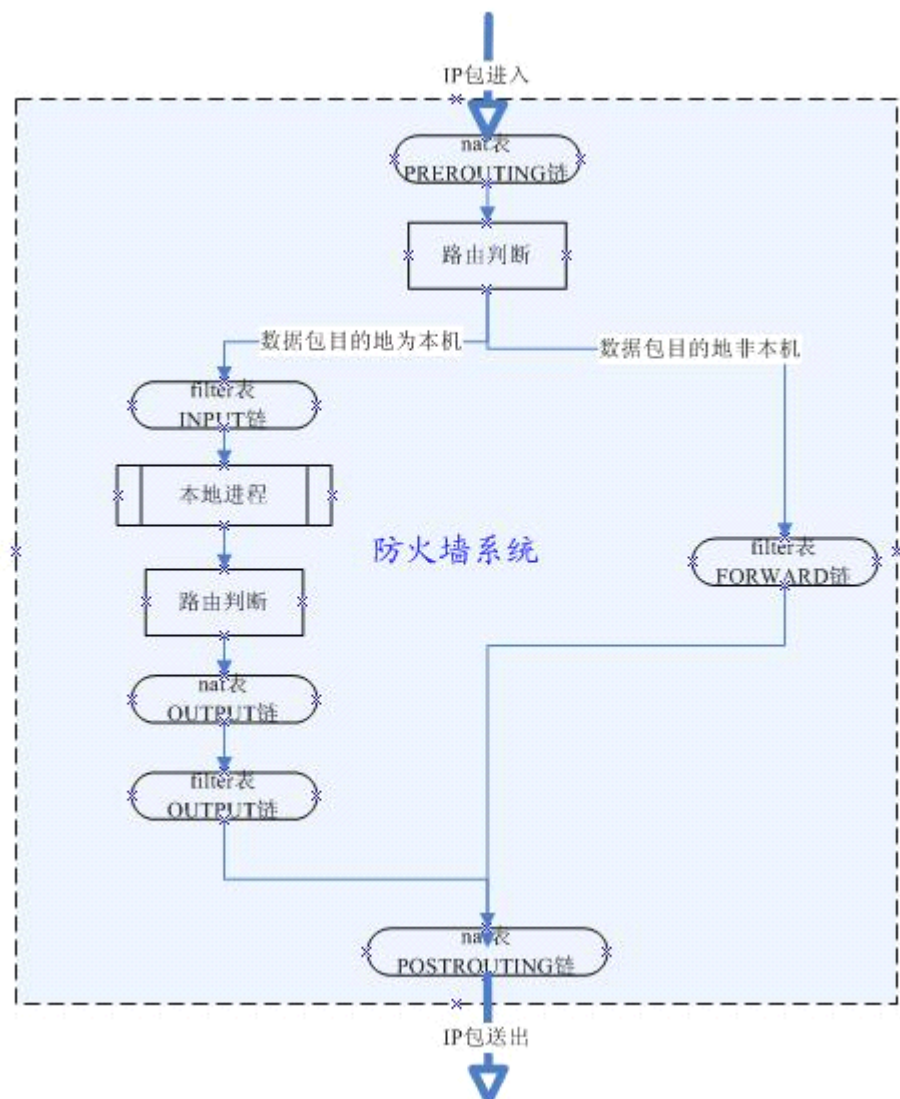 IP包进入
nat表
PREROUTING链
路由判断
数据包目的地为本机
数据包目的地非本机
filter表
INPUT链
本地进程
防火墙系统
filter表
FORWARD链
路由判断
nat表
OUTPUT链
filter表
OUTPUT链
nat表
POSTROUTING链
IP包送出